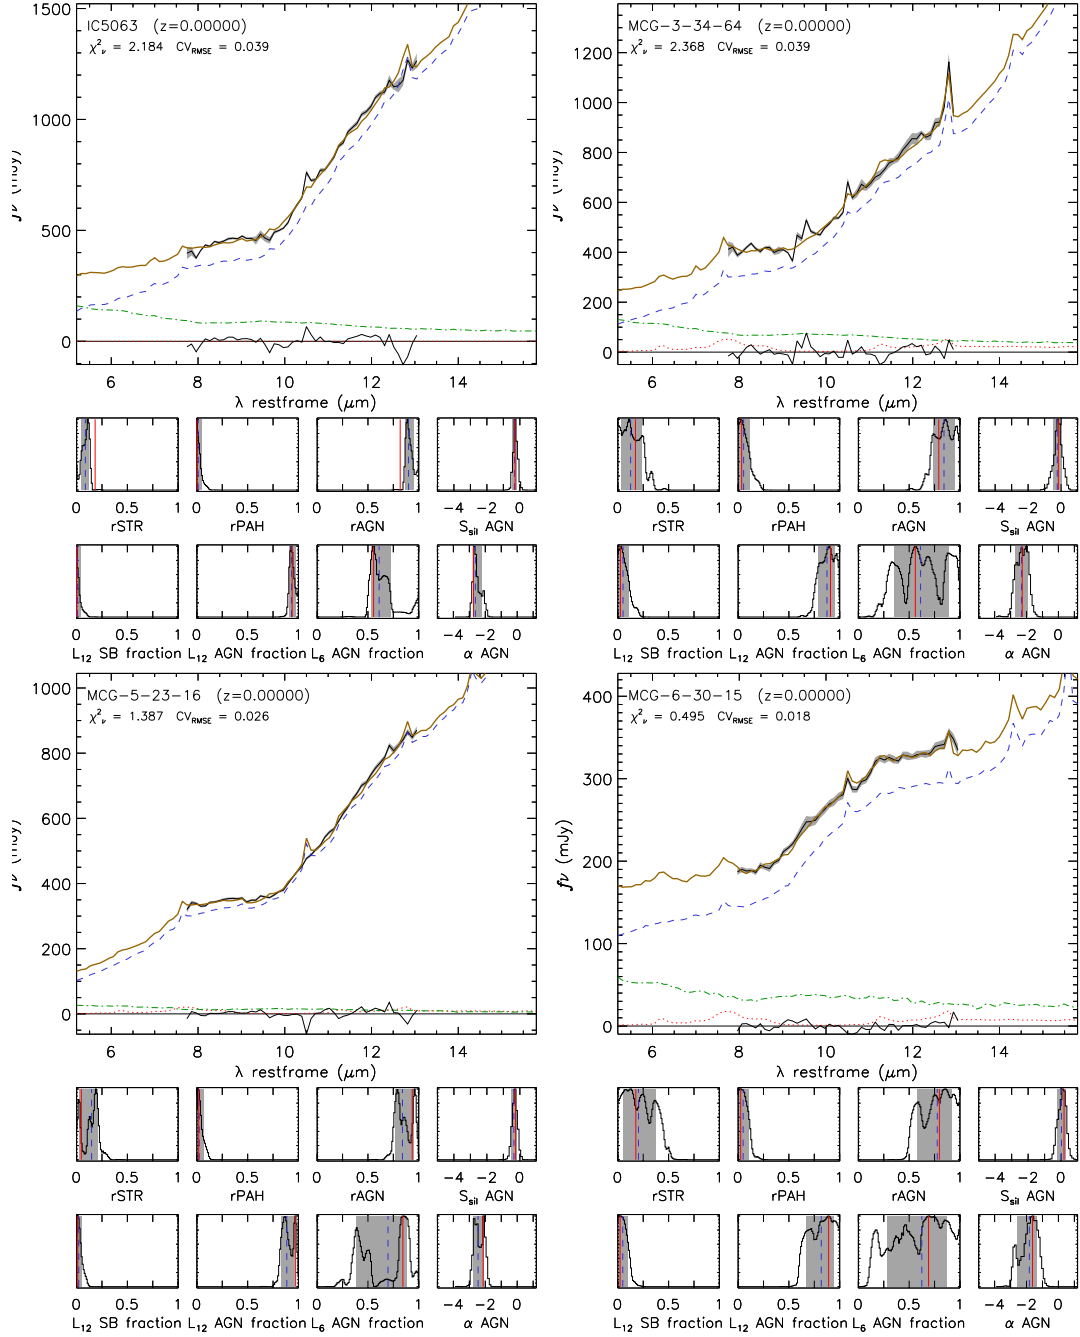 IC5063 (z=0.00000)
χ²ν = 2.184 CV_RMSE = 0.039
1500
1000
500
0
fν (mJy)
6 8 10 12 14
λ restframe (μm)
0 0.5 1
rSTR
0 0.5 1
rPAH
0 0.5 1
rAGN
−4 −2 0
S_sil AGN
0 0.5 1
L₁₂ SB fraction
0 0.5 1
L₁₂ AGN fraction
0 0.5 1
L₆ AGN fraction
−4 −2 0
α AGN
MCG−3−34−64 (z=0.00000)
χ²ν = 2.368 CV_RMSE = 0.039
1200
1000
800
600
400
200
0
fν (mJy)
6 8 10 12 14
λ restframe (μm)
0 0.5 1
rSTR
0 0.5 1
rPAH
0 0.5 1
rAGN
−4 −2 0
S_sil AGN
0 0.5 1
L₁₂ SB fraction
0 0.5 1
L₁₂ AGN fraction
0 0.5 1
L₆ AGN fraction
−4 −2 0
α AGN
MCG−5−23−16 (z=0.00000)
χ²ν = 1.387 CV_RMSE = 0.026
1000
800
600
400
200
0
fν (mJy)
6 8 10 12 14
λ restframe (μm)
0 0.5 1
rSTR
0 0.5 1
rPAH
0 0.5 1
rAGN
−4 −2 0
S_sil AGN
0 0.5 1
L₁₂ SB fraction
0 0.5 1
L₁₂ AGN fraction
0 0.5 1
L₆ AGN fraction
−4 −2 0
α AGN
MCG−6−30−15 (z=0.00000)
χ²ν = 0.495 CV_RMSE = 0.018
400
300
200
100
0
fν (mJy)
6 8 10 12 14
λ restframe (μm)
0 0.5 1
rSTR
0 0.5 1
rPAH
0 0.5 1
rAGN
−4 −2 0
S_sil AGN
0 0.5 1
L₁₂ SB fraction
0 0.5 1
L₁₂ AGN fraction
0 0.5 1
L₆ AGN fraction
−4 −2 0
α AGN